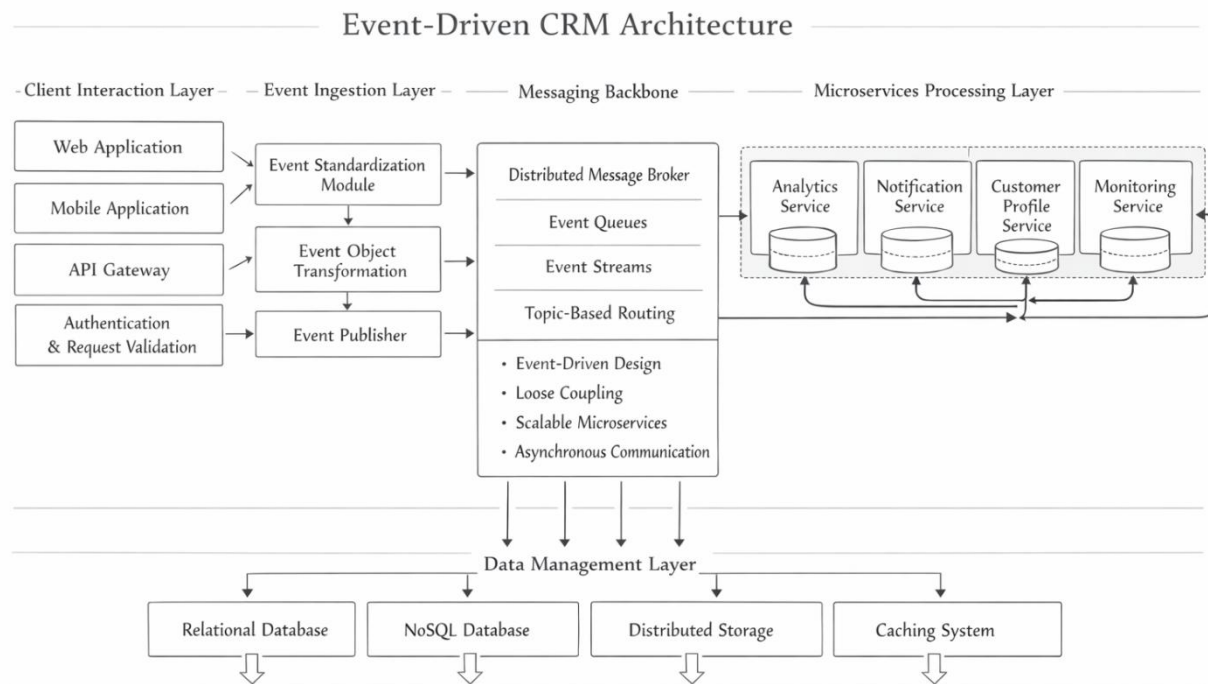 Event-Driven CRM Architecture
Client Interaction Layer
Event Ingestion Layer
Messaging Backbone
Microservices Processing Layer
Web Application
Mobile Application
API Gateway
Authentication
& Request Validation
Event Standardization
Module
Event Object
Transformation
Event Publisher
Distributed Message Broker
Event Queues
Event Streams
Topic-Based Routing
• Event-Driven Design
• Loose Coupling
• Scalable Microservices
• Asynchronous Communication
Analytics
Service
Notification
Service
Customer
Profile
Service
Monitoring
Service
Data Management Layer
Relational Database
NoSQL Database
Distributed Storage
Caching System